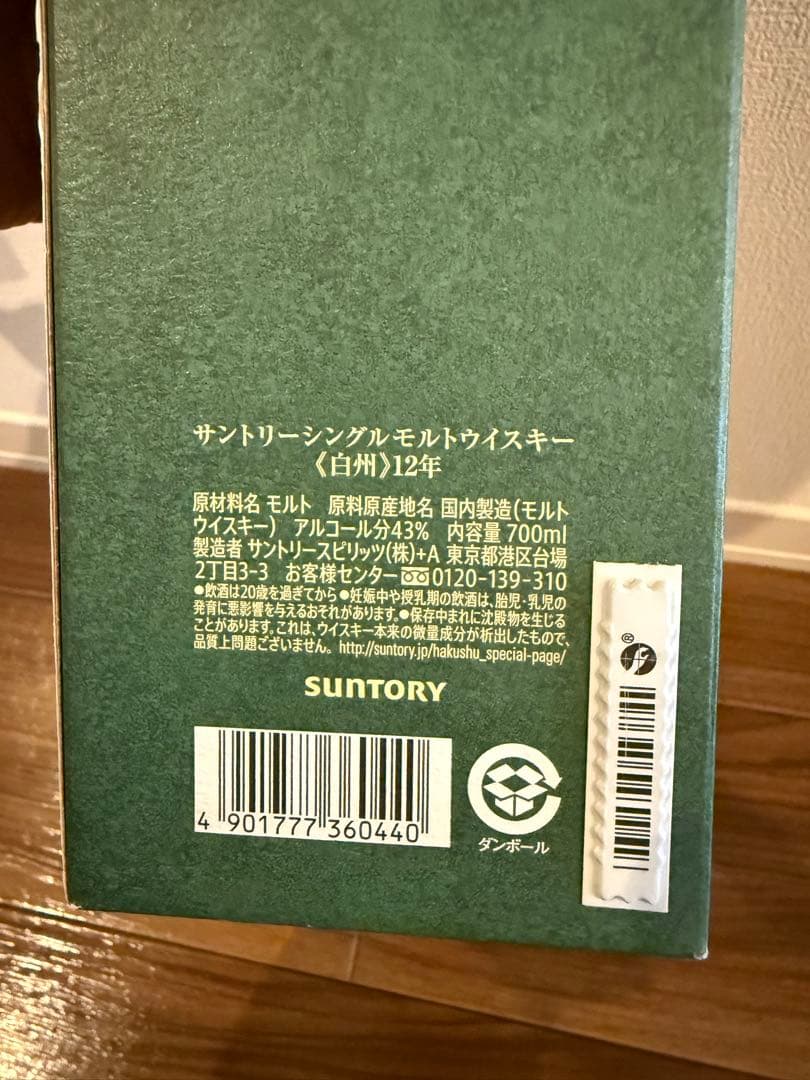 サントリーシングルモルトウイスキー
《白州》12年
原材料名 モルト 原料原産地名 国内製造(モルト
ウイスキー) アルコール分43% 内容量 700ml
製造者 サントリースピリッツ(株)+A 東京都港区台場
2丁目3-3 お客様センター 0120-139-310
●飲酒は20歳を過ぎてから●妊娠中や授乳期の飲酒は、胎児・乳児の
発育に悪影響を与えるおそれがあります。●保存中まれに沈殿物を生じる
ことがあります。これは、ウイスキー本来の微量成分が析出したもので、
品質上問題ございません。 http://suntory.jp/hakushu_special-page/
SUNTORY
4 901777 360440
ダンボール
®